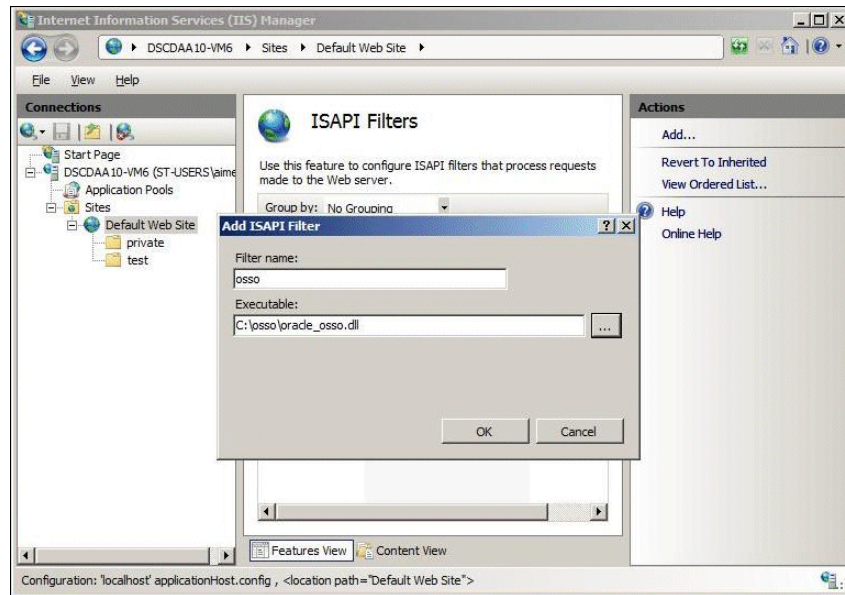 Internet Information Services (IIS) Manager
DSCDAA10-VM6 Sites Default Web Site
File View Help
Connections
Start Page
DSCDAA10-VM6 (ST-USERS\aime
Application Pools
Sites
Default Web Site
private
test
ISAPI Filters
Use this feature to configure ISAPI filters that process requests
made to the Web server.
Group by: No Grouping
Add ISAPI Filter
Filter name:
osso
Executable:
C:\osso\oracle_osso.dll
...
OK Cancel
Features View Content View
Actions
Add...
Revert To Inherited
View Ordered List...
Help
Online Help
Configuration: 'localhost' applicationHost.config , <location path="Default Web Site">